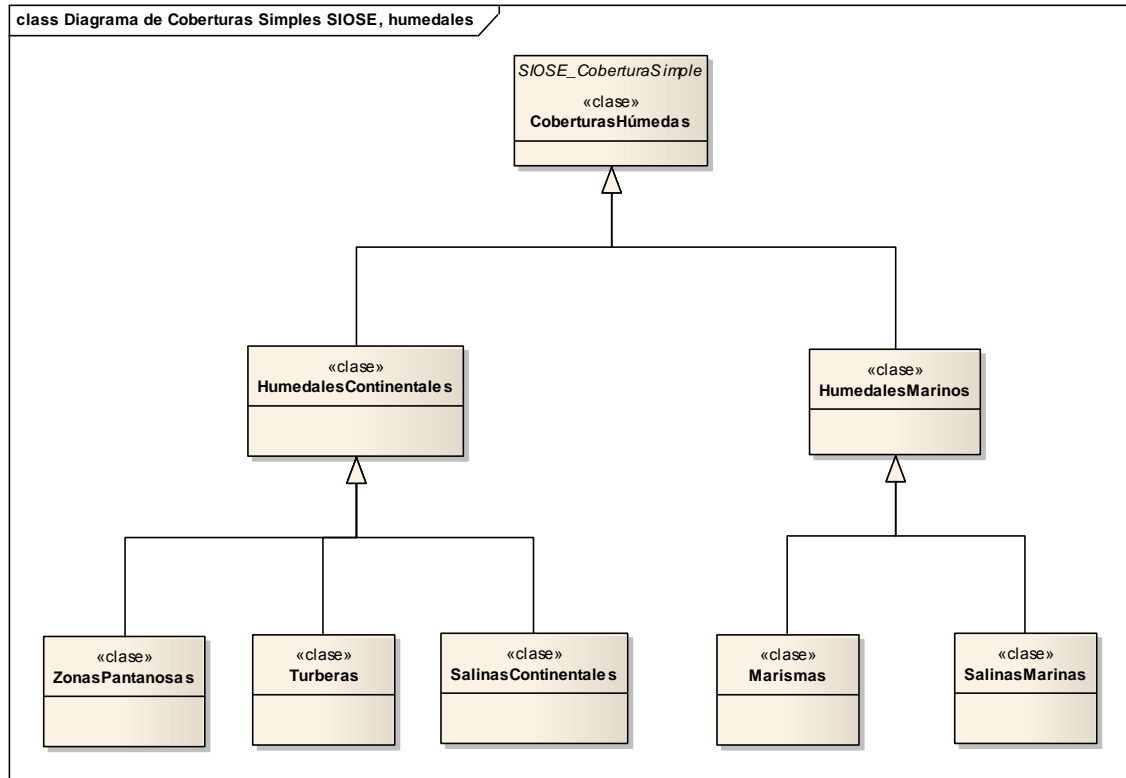 class Diagrama de Coberturas Simples SIOSE, humedales
SIOSE_CoberturaSimple
«clase»
CoberturasHúmedas
«clase»
HumedalesContinentales
«clase»
HumedalesMarinos
«clase»
ZonasPantanosas
«clase»
Turberas
«clase»
SalinasContinentales
«clase»
Marismas
«clase»
SalinasMarinas